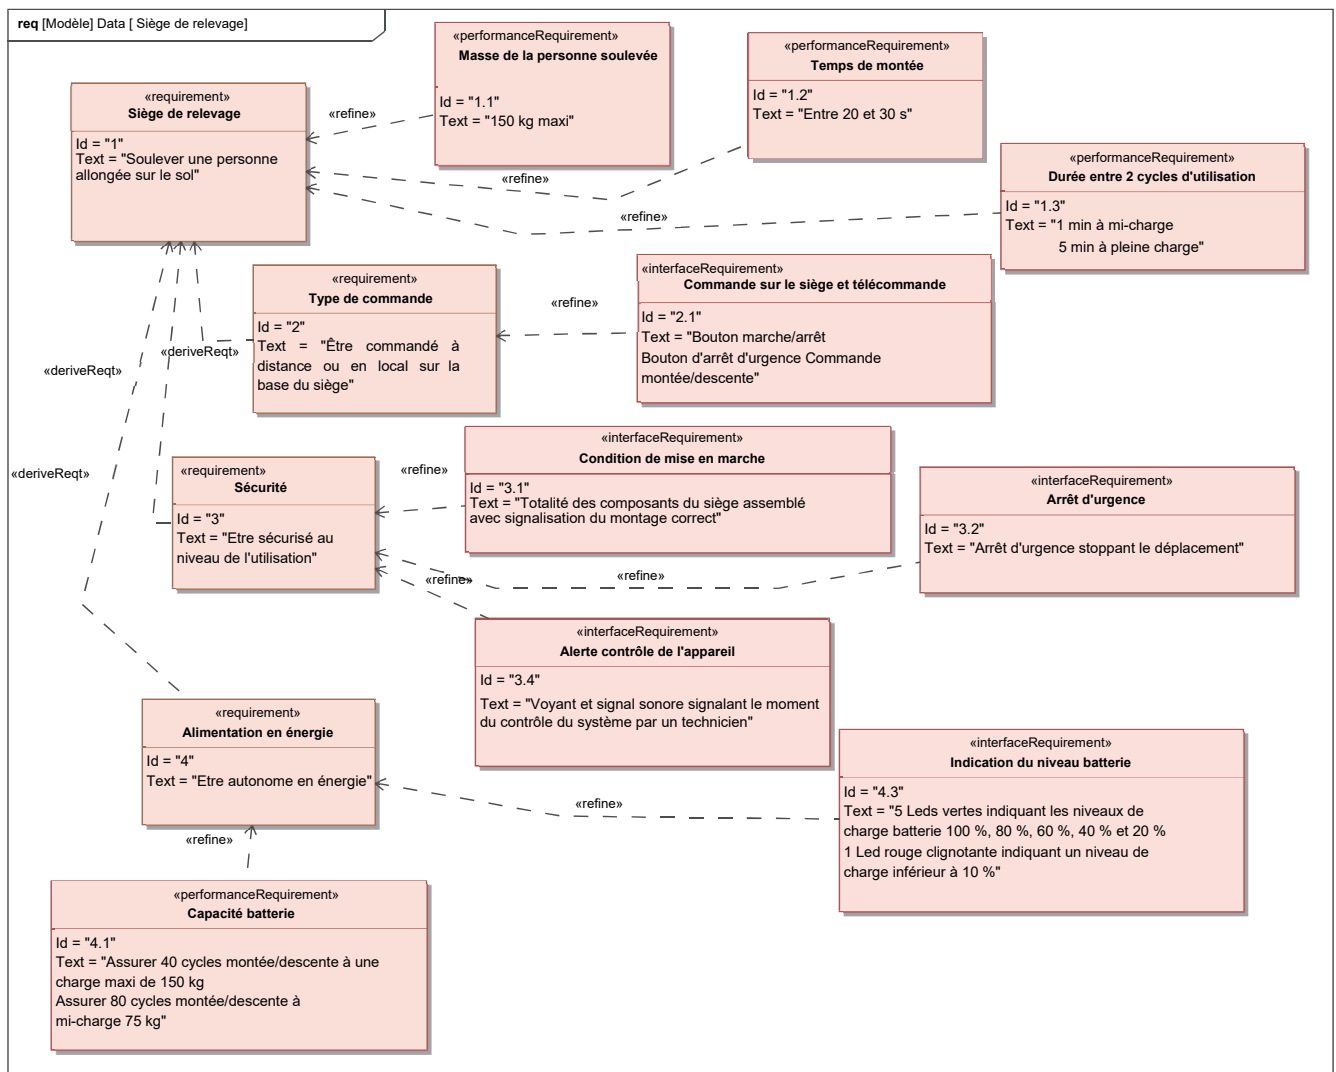 req [Modèle] Data [ Siège de relevage]
«performanceRequirement»
Masse de la personne soulevée
Id = "1.1"
Text = "150 kg maxi"
«performanceRequirement»
Temps de montée
Id = "1.2"
Text = "Entre 20 et 30 s"
«requirement»
Siège de relevage
Id = "1"
Text = "Soulever une personne
allongée sur le sol"
«refine»
«refine»
«refine»
«performanceRequirement»
Durée entre 2 cycles d'utilisation
Id = "1.3"
Text = "1 min à mi-charge
5 min à pleine charge"
«requirement»
Type de commande
Id = "2"
Text = "Être commandé à
distance ou en local sur la
base du siège"
«refine»
«interfaceRequirement»
Commande sur le siège et télécommande
Id = "2.1"
Text = "Bouton marche/arrêt
Bouton d'arrêt d'urgence Commande
montée/descente"
«deriveReqt»
«deriveReqt»
«deriveReqt»
«requirement»
Sécurité
Id = "3"
Text = "Etre sécurisé au
niveau de l'utilisation"
«refine»
«interfaceRequirement»
Condition de mise en marche
Id = "3.1"
Text = "Totalité des composants du siège assemblé
avec signalisation du montage correct"
«interfaceRequirement»
Arrêt d'urgence
Id = "3.2"
Text = "Arrêt d'urgence stoppant le déplacement"
«refine»
«refine»
«interfaceRequirement»
Alerte contrôle de l'appareil
Id = "3.4"
Text = "Voyant et signal sonore signalant le moment
du contrôle du système par un technicien"
«requirement»
Alimentation en énergie
Id = "4"
Text = "Etre autonome en énergie"
«refine»
«interfaceRequirement»
Indication du niveau batterie
Id = "4.3"
Text = "5 Leds vertes indiquant les niveaux de
charge batterie 100 %, 80 %, 60 %, 40 % et 20 %
1 Led rouge clignotante indiquant un niveau de
charge inférieur à 10 %"
«refine»
«performanceRequirement»
Capacité batterie
Id = "4.1"
Text = "Assurer 40 cycles montée/descente à une
charge maxi de 150 kg
Assurer 80 cycles montée/descente à
mi-charge 75 kg"